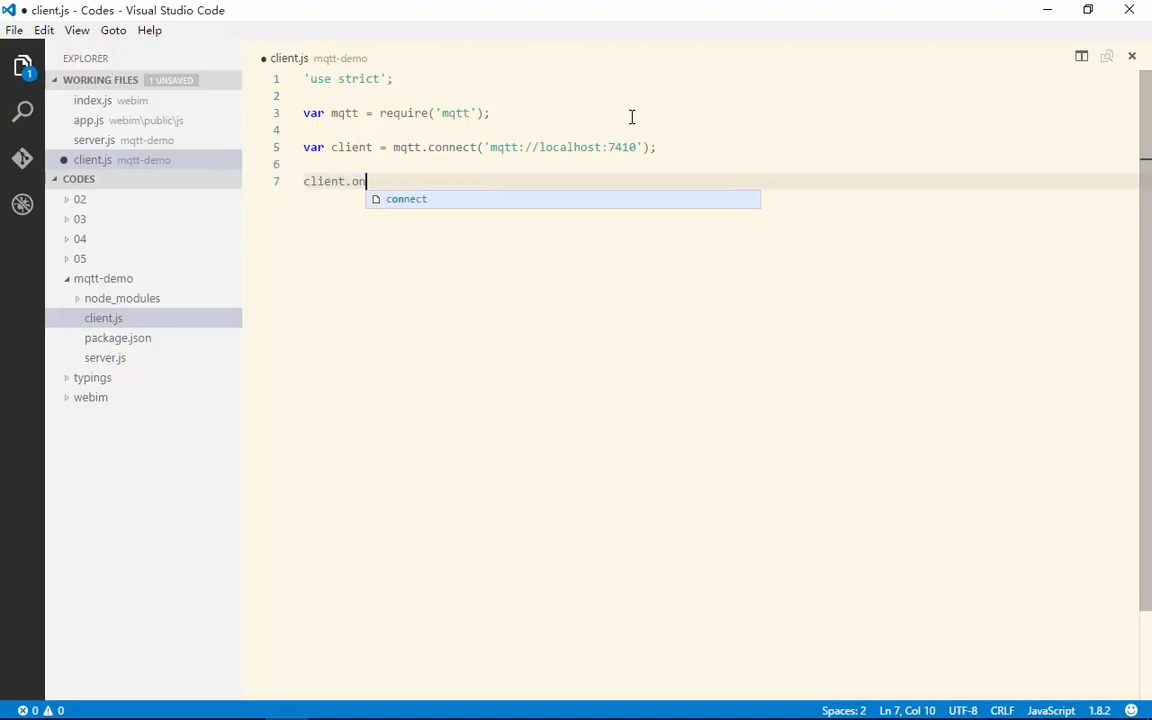 ● client.js - Codes - Visual Studio Code
File Edit View Goto Help
EXPLORER
WORKING FILES 1 UNSAVED
index.js webim
app.js webim\public\js
server.js mqtt-demo
client.js mqtt-demo
CODES
02
03
04
05
mqtt-demo
node_modules
client.js
package.json
server.js
typings
webim
1
● client.js mqtt-demo
1 'use strict';
2
3 var mqtt = require('mqtt');
4
5 var client = mqtt.connect('mqtt://localhost:7410');
6
7 client.on
connect
0 0
Spaces: 2 Ln 7, Col 10 UTF-8 CRLF JavaScript 1.8.2